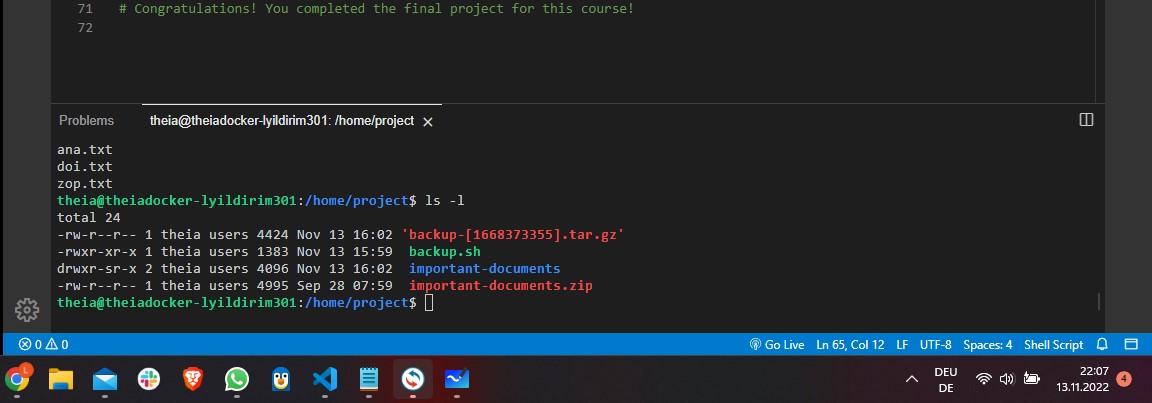 71 # Congratulations! You completed the final project for this course!
72
Problems theia@theiadocker-lyildirim301: /home/project
ana.txt
doi.txt
zop.txt
theia@theiadocker-lyildirim301:/home/project$ ls -l
total 24
-rw-r--r-- 1 theia users 4424 Nov 13 16:02 'backup-[1668373355].tar.gz'
-rwxr-xr-x 1 theia users 1383 Nov 13 15:59 backup.sh
drwxr-sr-x 2 theia users 4096 Nov 13 16:02 important-documents
-rw-r--r-- 1 theia users 4995 Sep 28 07:59 important-documents.zip
theia@theiadocker-lyildirim301:/home/project$
0 0 Go Live Ln 65, Col 12 LF UTF-8 Spaces: 4 Shell Script
L
DEU 22:07
DE 13.11.2022 4